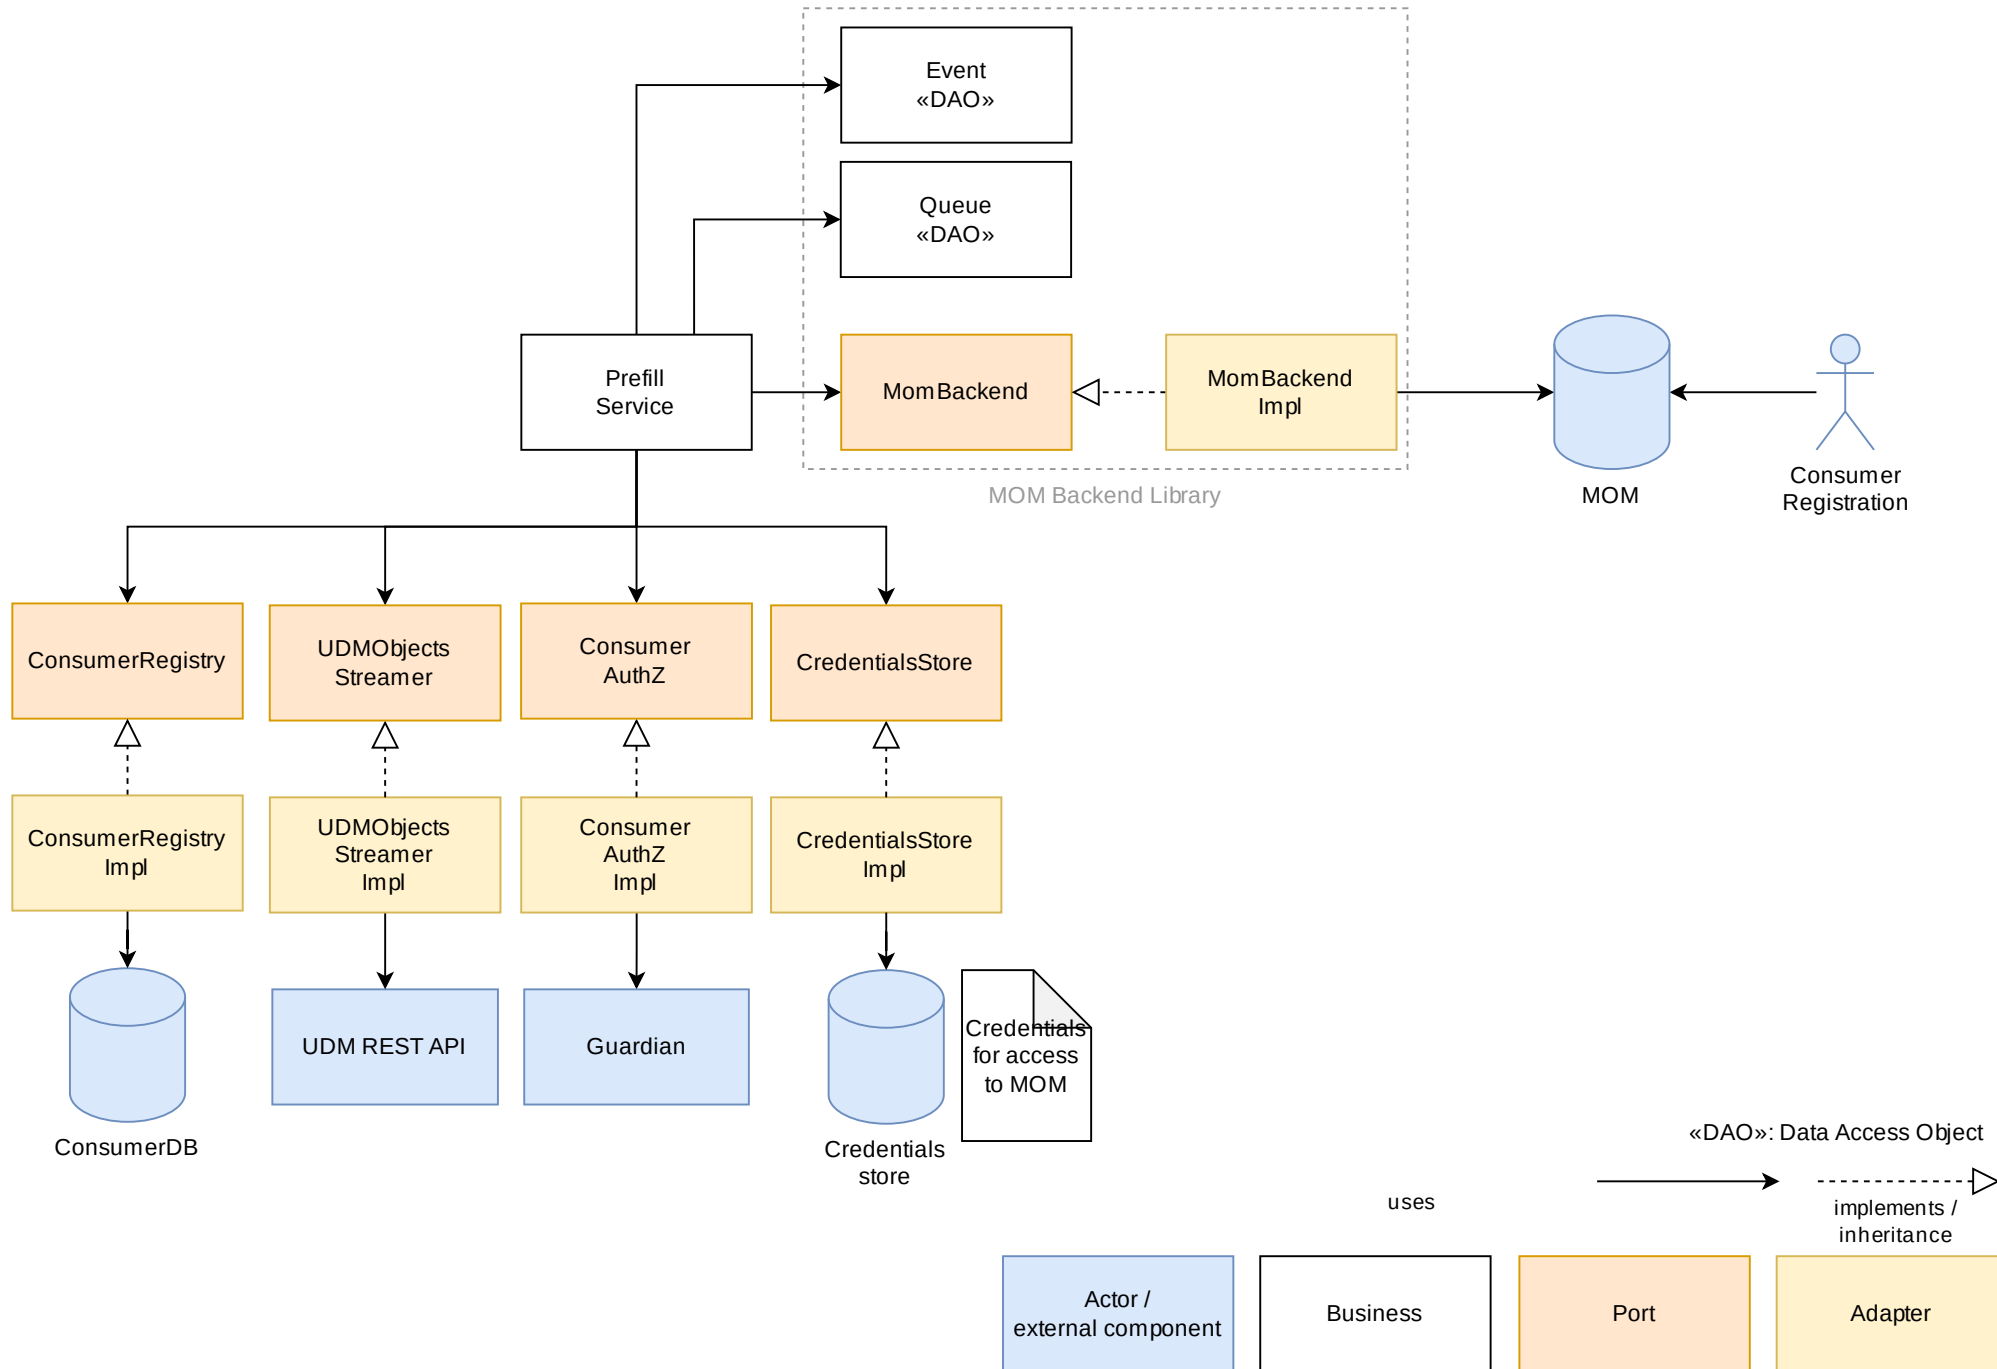 Event
«DAO»
Queue
«DAO»
Prefill
Service
MomBackend
MomBackend
Impl
MOM Backend Library
MOM
Consumer
Registration
ConsumerRegistry
UDMObjects
Streamer
Consumer
AuthZ
CredentialsStore
ConsumerRegistry
Impl
UDMObjects
Streamer
Impl
Consumer
AuthZ
Impl
CredentialsStore
Impl
ConsumerDB
UDM REST API
Guardian
Credentials
store
Credentials
for access
to MOM
«DAO»: Data Access Object
uses
implements /
inheritance
Actor /
external component
Business
Port
Adapter